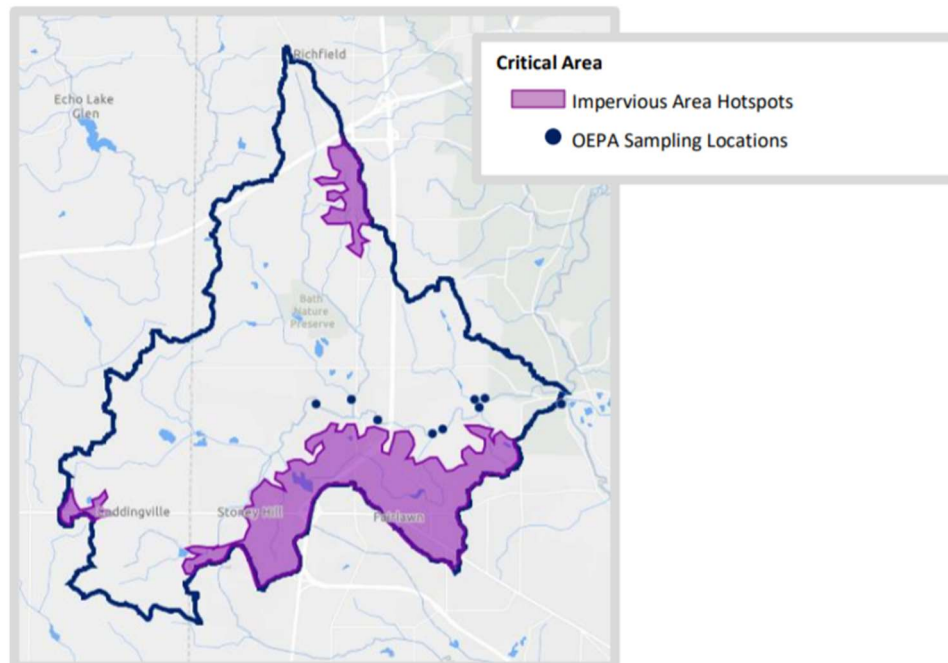 Richfield
Critical Area
Impervious Area Hotspots
OEPA Sampling Locations
Echo Lake
Glen
Bath
Nature
Preserve
Stoney Hill
Fairlawn